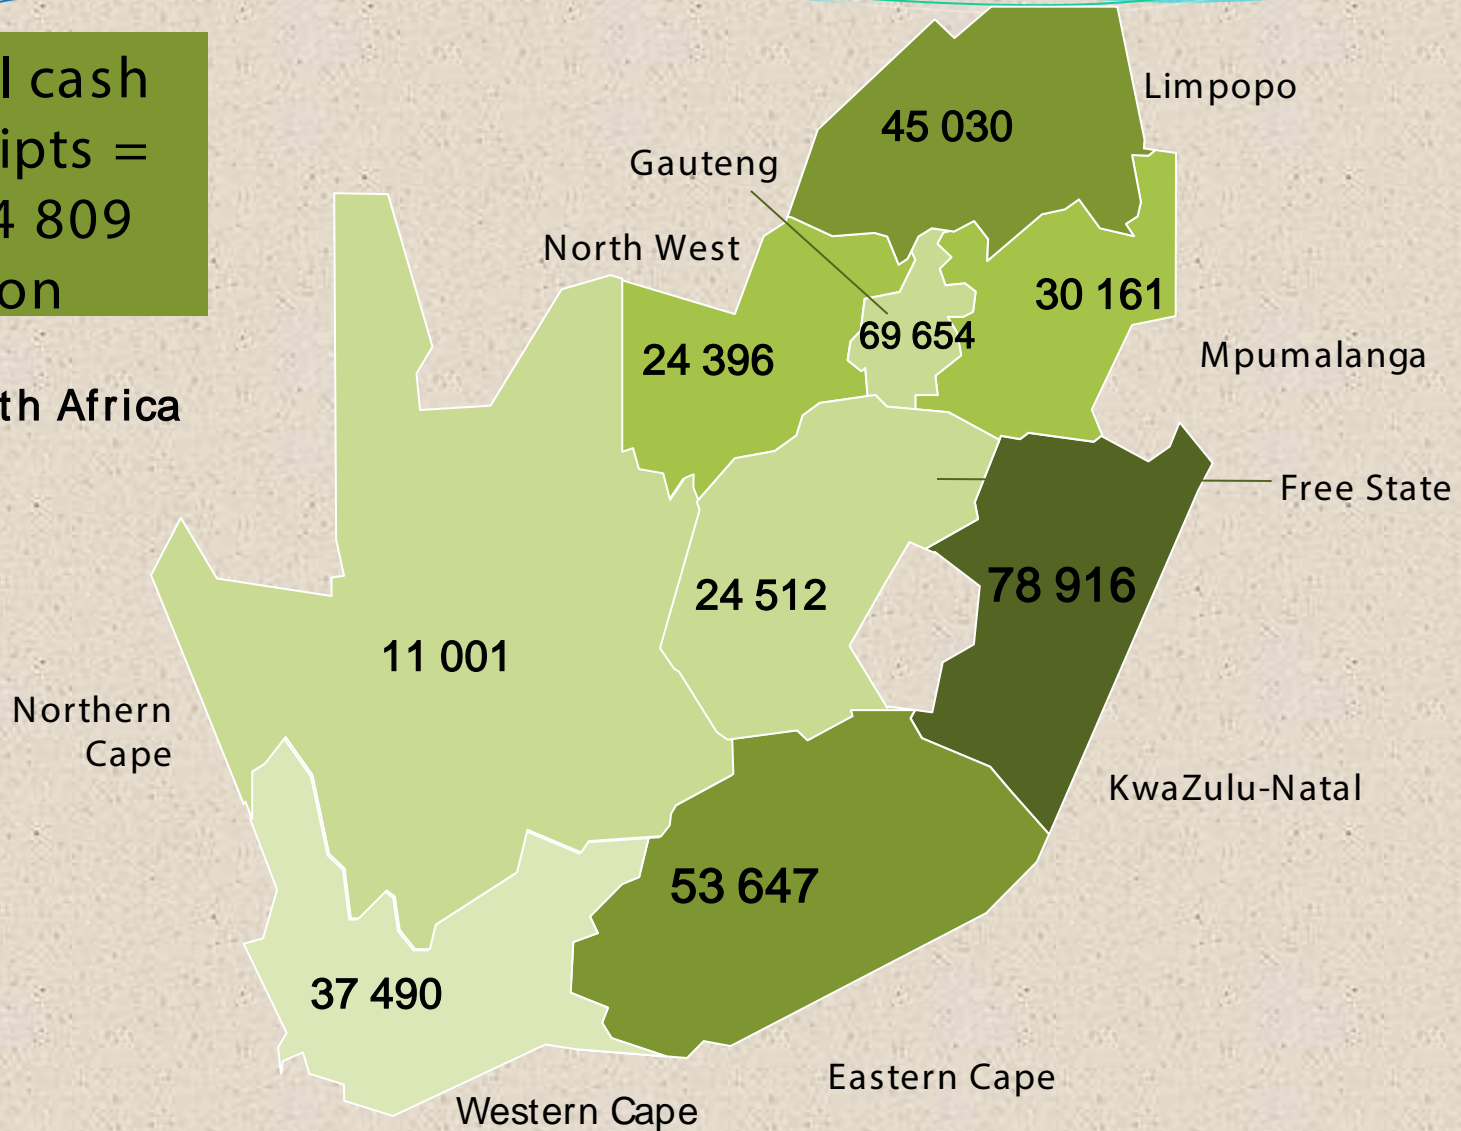 l cash
ipts =
4 809
on
th Africa
Limpopo
45 030
Gauteng
North West
30 161
69 654
24 396
Mpumalanga
Free State
78 916
24 512
11 001
Northern
Cape
KwaZulu-Natal
53 647
37 490
Eastern Cape
Western Cape